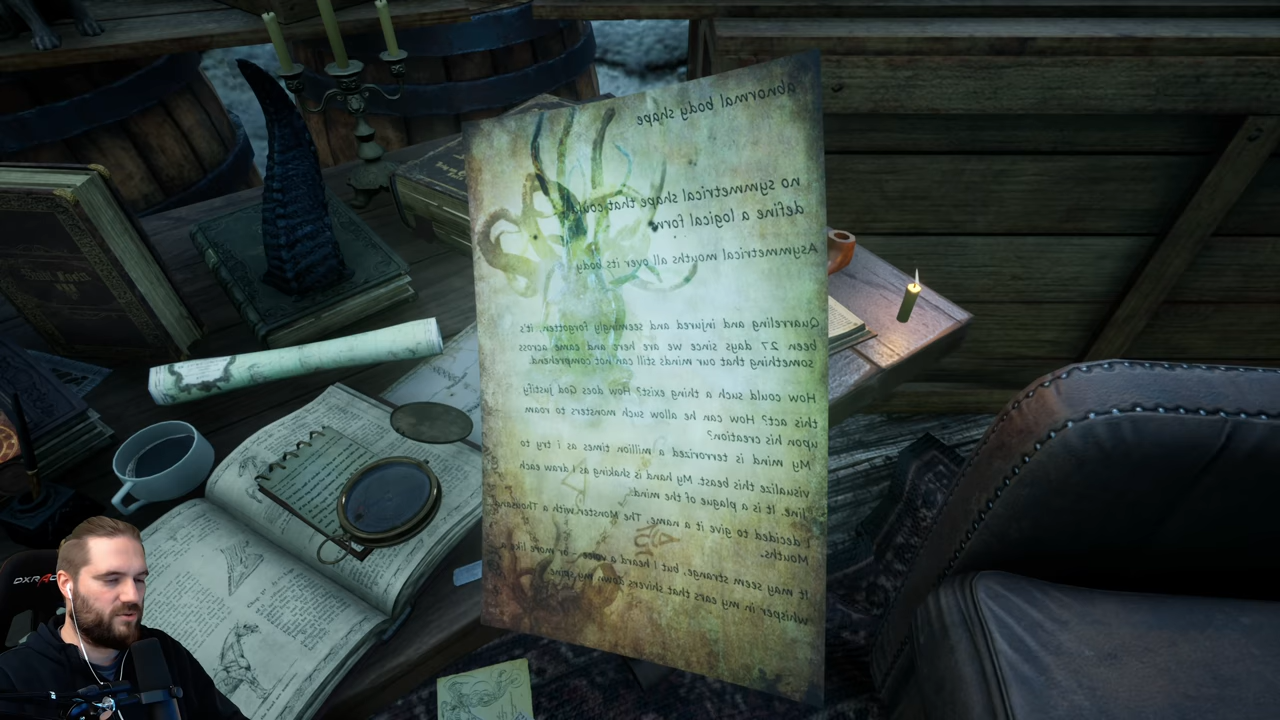 abnormal body shape
no symmetrical shape that could
define a logical form
Asymmetrical mouths all over its body
Quarreling and injured and seemingly forgotten. it's
been 27 days since we are here and came across
something that our minds still can not comprehend.
How could such a thing exist? How does God justify
this act? How can he allow such monsters to roam
upon his creation?
My mind is terrorized a million times as i try to
visualize this beast. My hand is shaking as I draw each
line. It is a plague of the mind.
I decided to give it a name, The Monster with a Thousand
Mouths.
It may seem strange, but I heard a voice, or more like a
whisper in my ears that shivers down my spine.
DXRACER